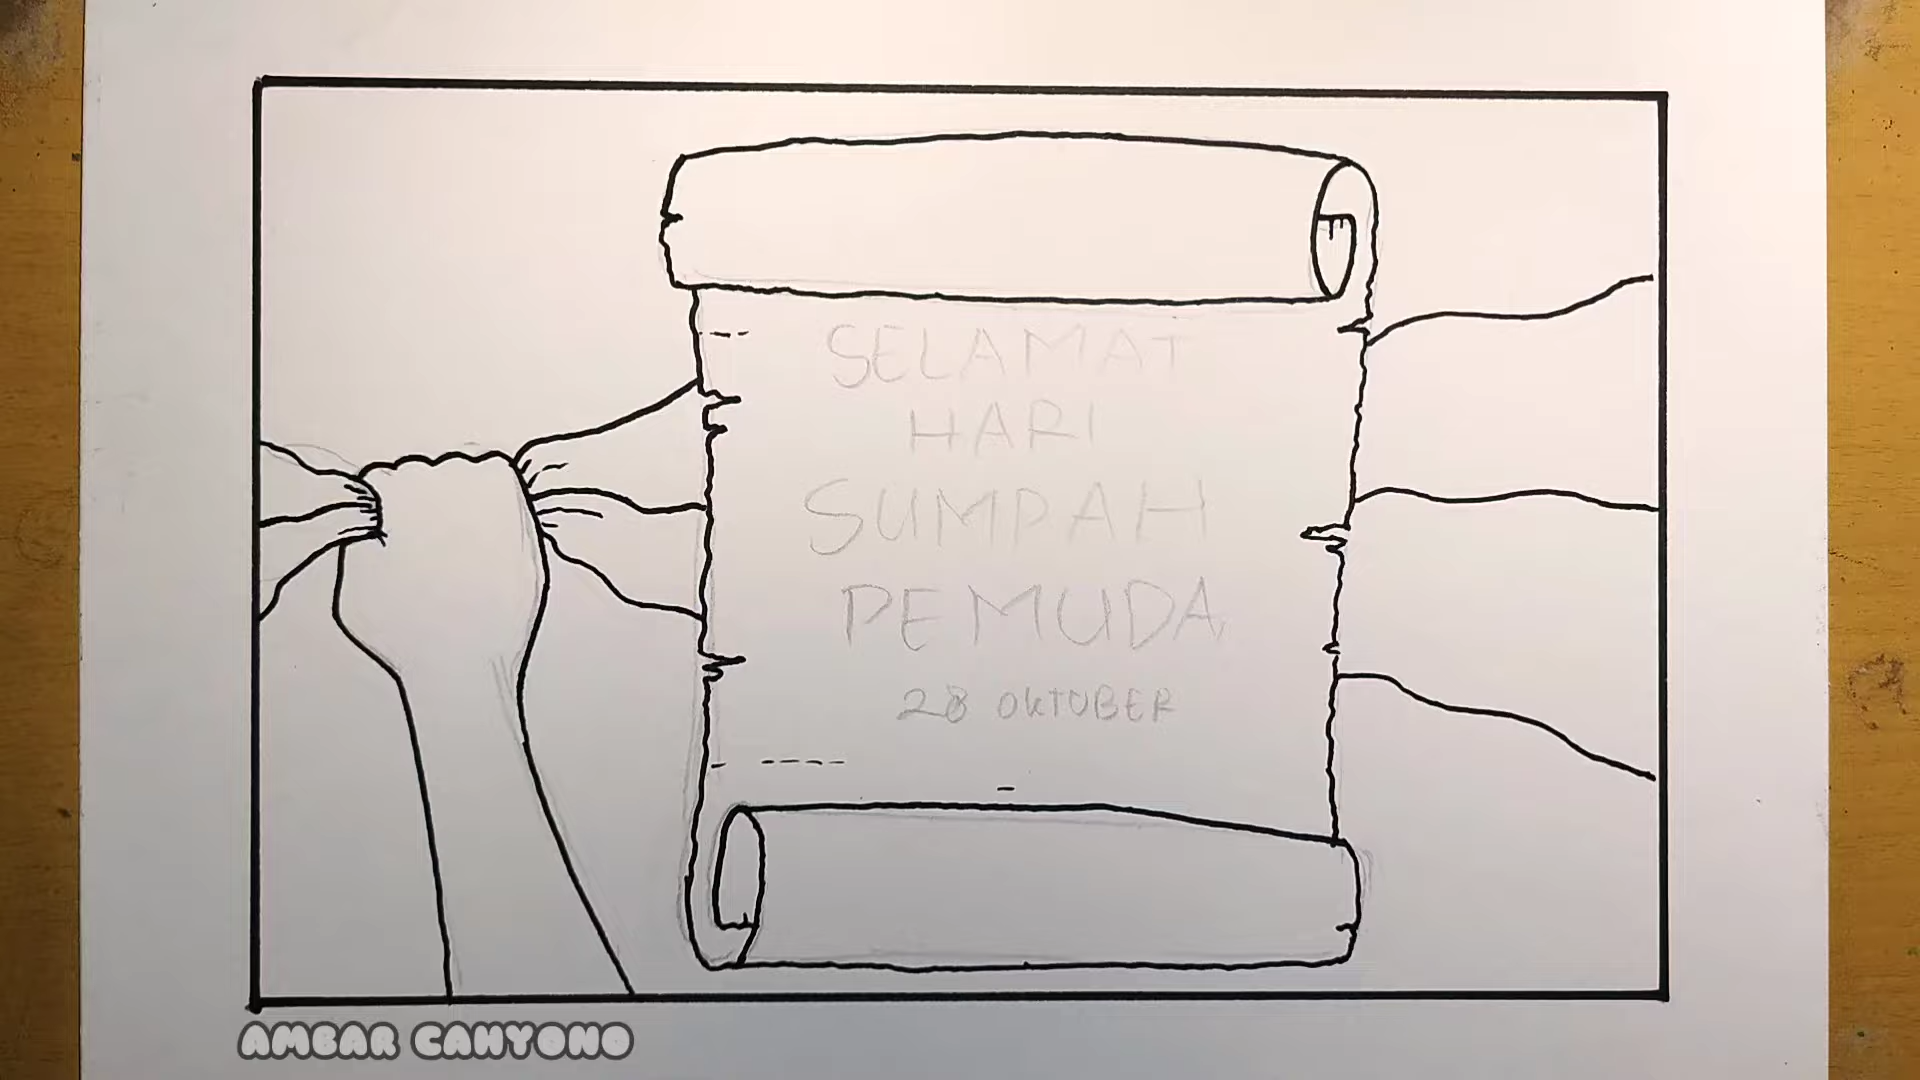 SELAMAT
HARI
SUMPAH
PEMUDA
28 OKTOBER
AMBAR CAHYONO